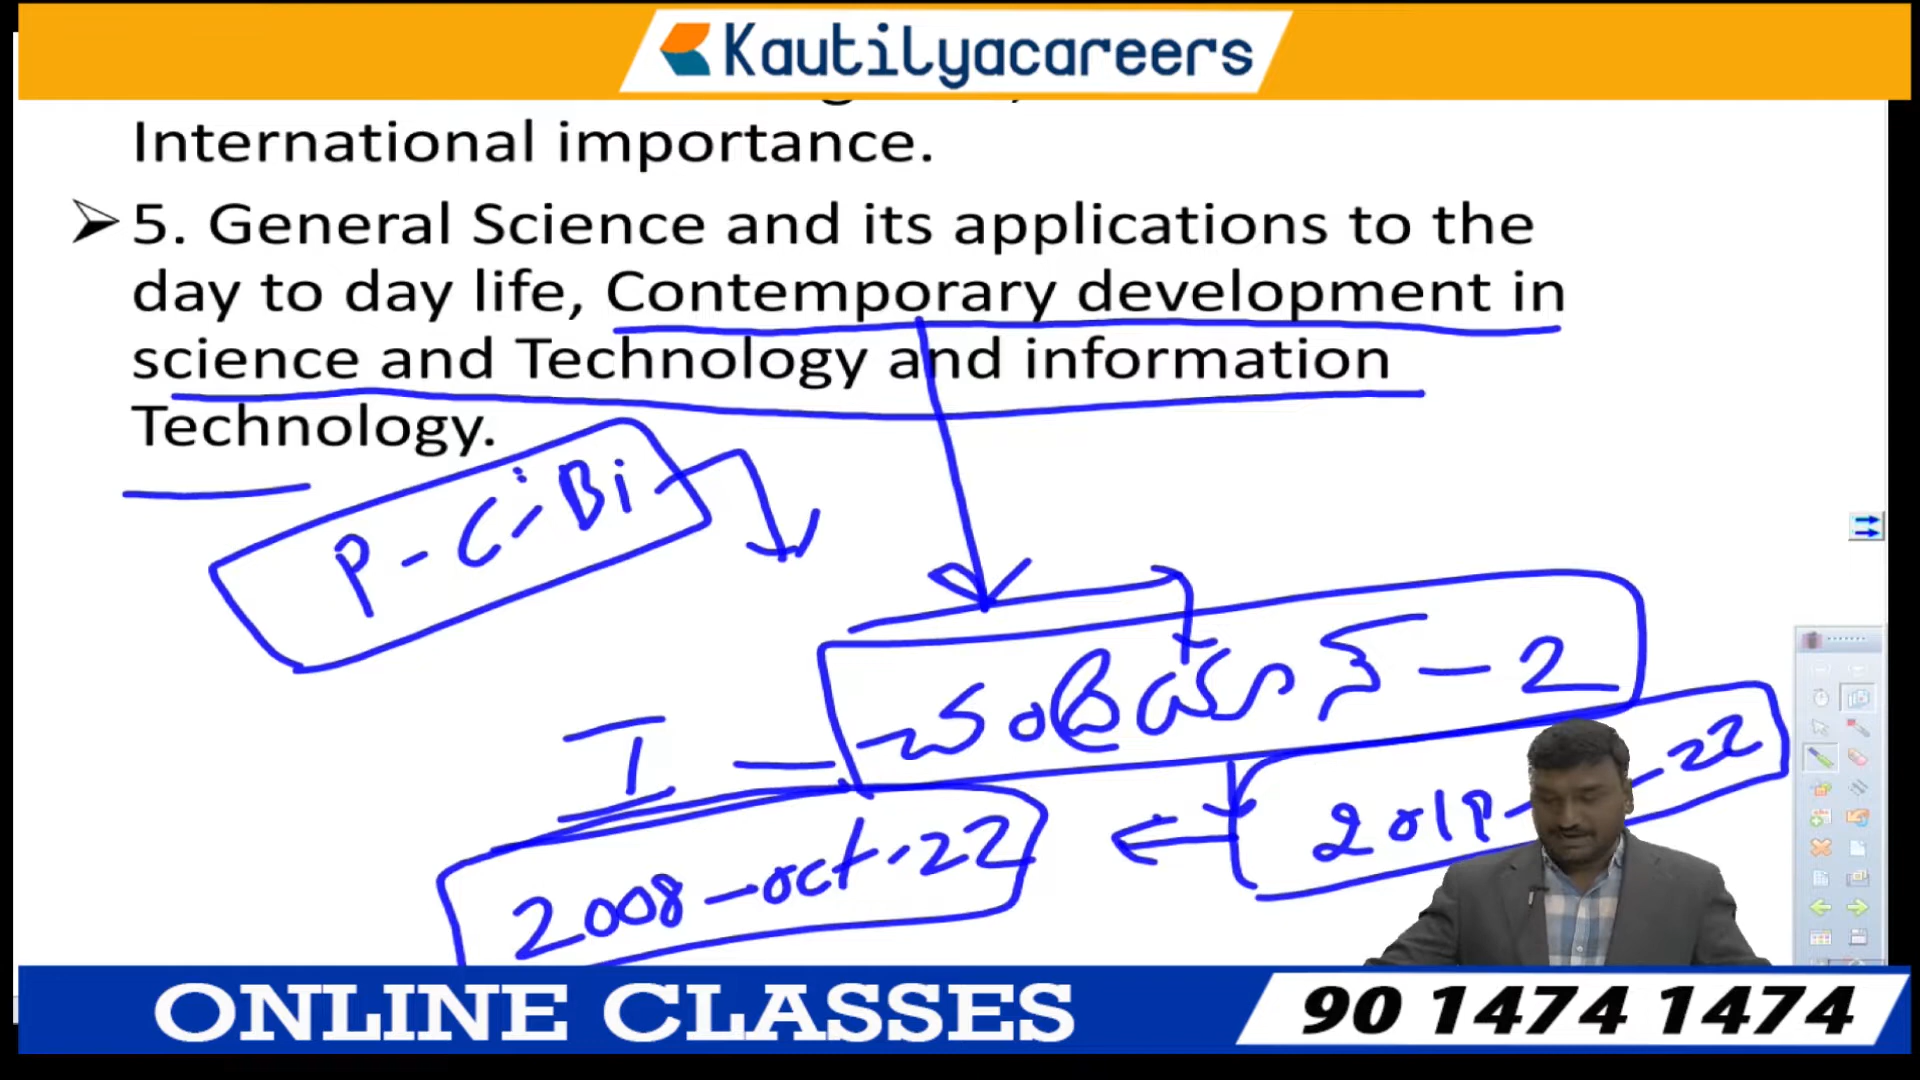 Kautilyacareers
International importance.
➢ 5. General Science and its applications to the
day to day life, Contemporary development in
science and Technology and information
Technology.
P - C - Bi
- 2
I -
2008 - oct - 22
- 22
ONLINE CLASSES
90 1474 1474